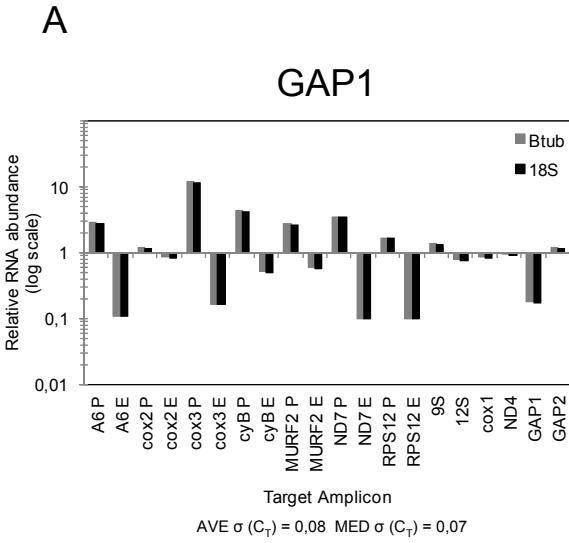 A
GAP1
Btub
18S
Relative RNA abundance
(log scale)
10
1
0,1
0,01
A6 P
A6 E
cox2 P
cox2 E
cox3 P
cox3 E
cyB P
cyB E
MURF2 P
MURF2 E
ND7 P
ND7 E
RPS12 P
RPS12 E
9S
12S
cox1
ND4
GAP1
GAP2
Target Amplicon
AVE σ (C_T) = 0,08 MED σ (C_T) = 0,07